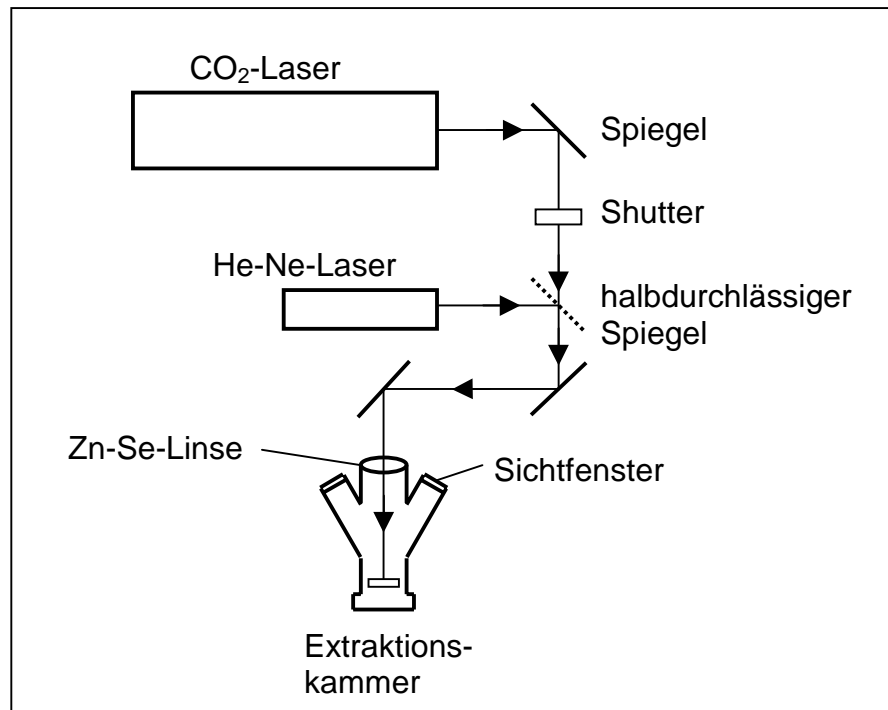 CO₂-Laser
Spiegel
Shutter
He-Ne-Laser
halbdurchlässiger
Spiegel
Zn-Se-Linse
Sichtfenster
Extraktions-
kammer